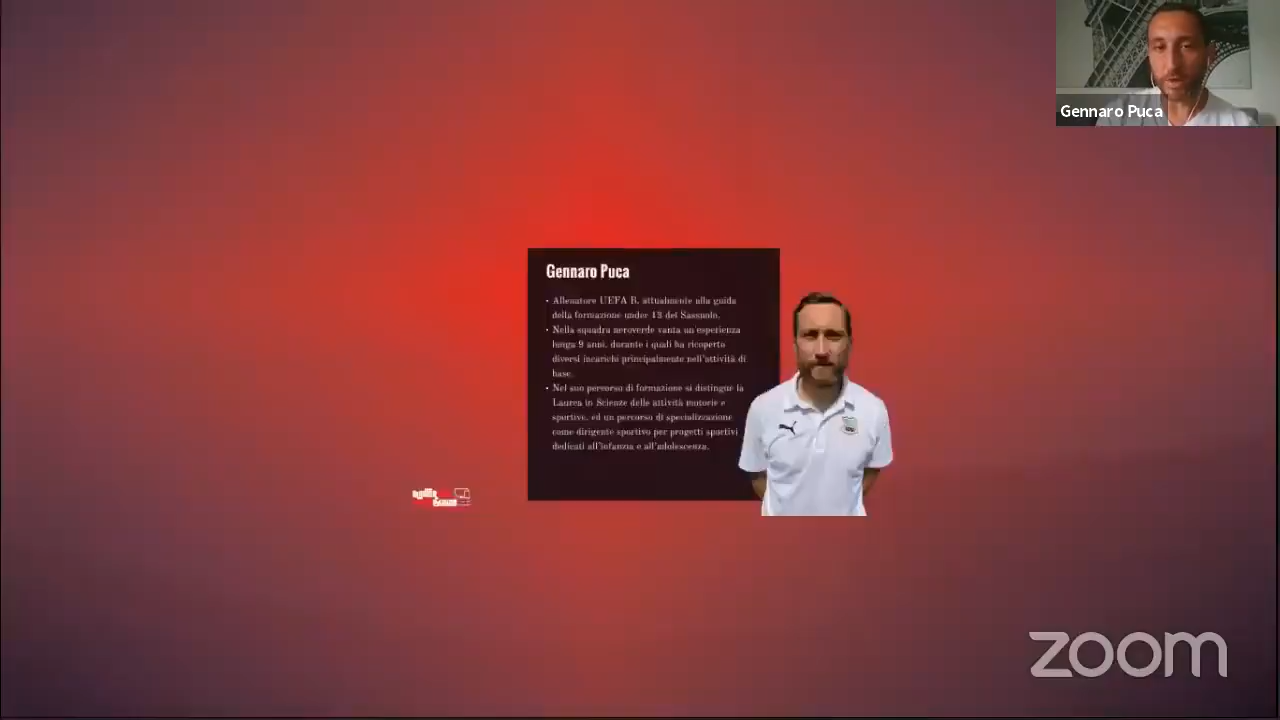 Gennaro Puca
Gennaro Puca
• Allenatore UEFA B, attualmente alla guida
della formazione under 13 del Sassuolo.
• Nella squadra neroverde vanta un'esperienza
lunga 9 anni, durante i quali ha ricoperto
diversi incarichi principalmente nell'attività di
base.
• Nel suo percorso di formazione si distingue la
Laurea in Scienze delle attività motorie e
sportive, ed un percorso di specializzazione
come dirigente sportivo per progetti sportivi
dedicati all'infanzia e all'adolescenza.
zoom